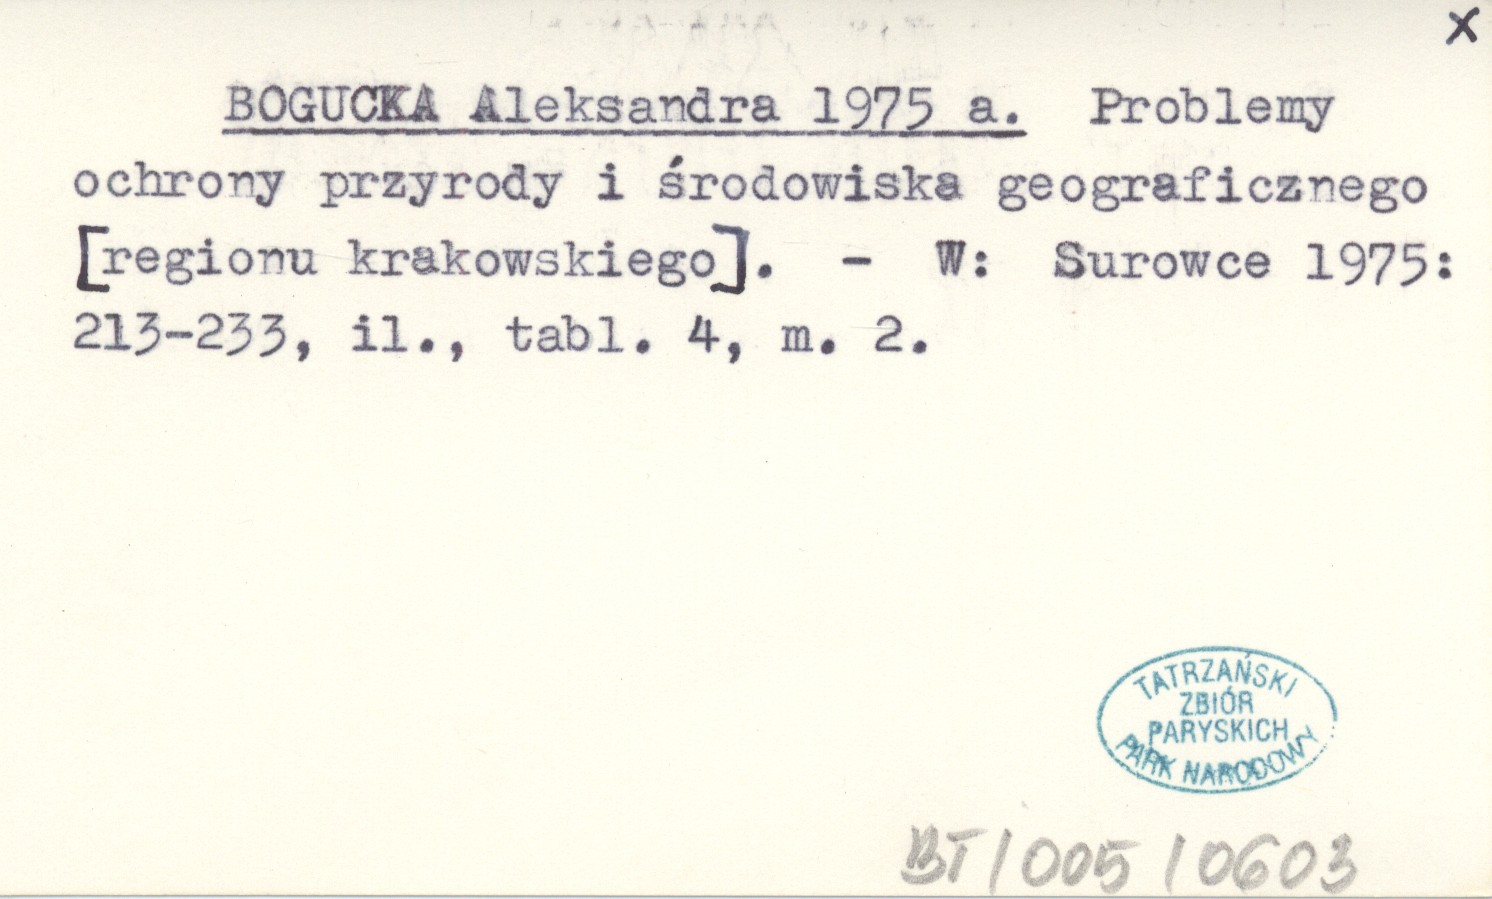 x
BOGUCKA Aleksandra 1975 a. Problemy
ochrony przyrody i środowiska geograficznego
[regionu krakowskiego]. - W: Surowce 1975:
213-233, il., tabl. 4, m. 2.
TATRZAŃSKI
ZBIÓR
PARYSKICH
PARK NARODOWY
BT/005/0603